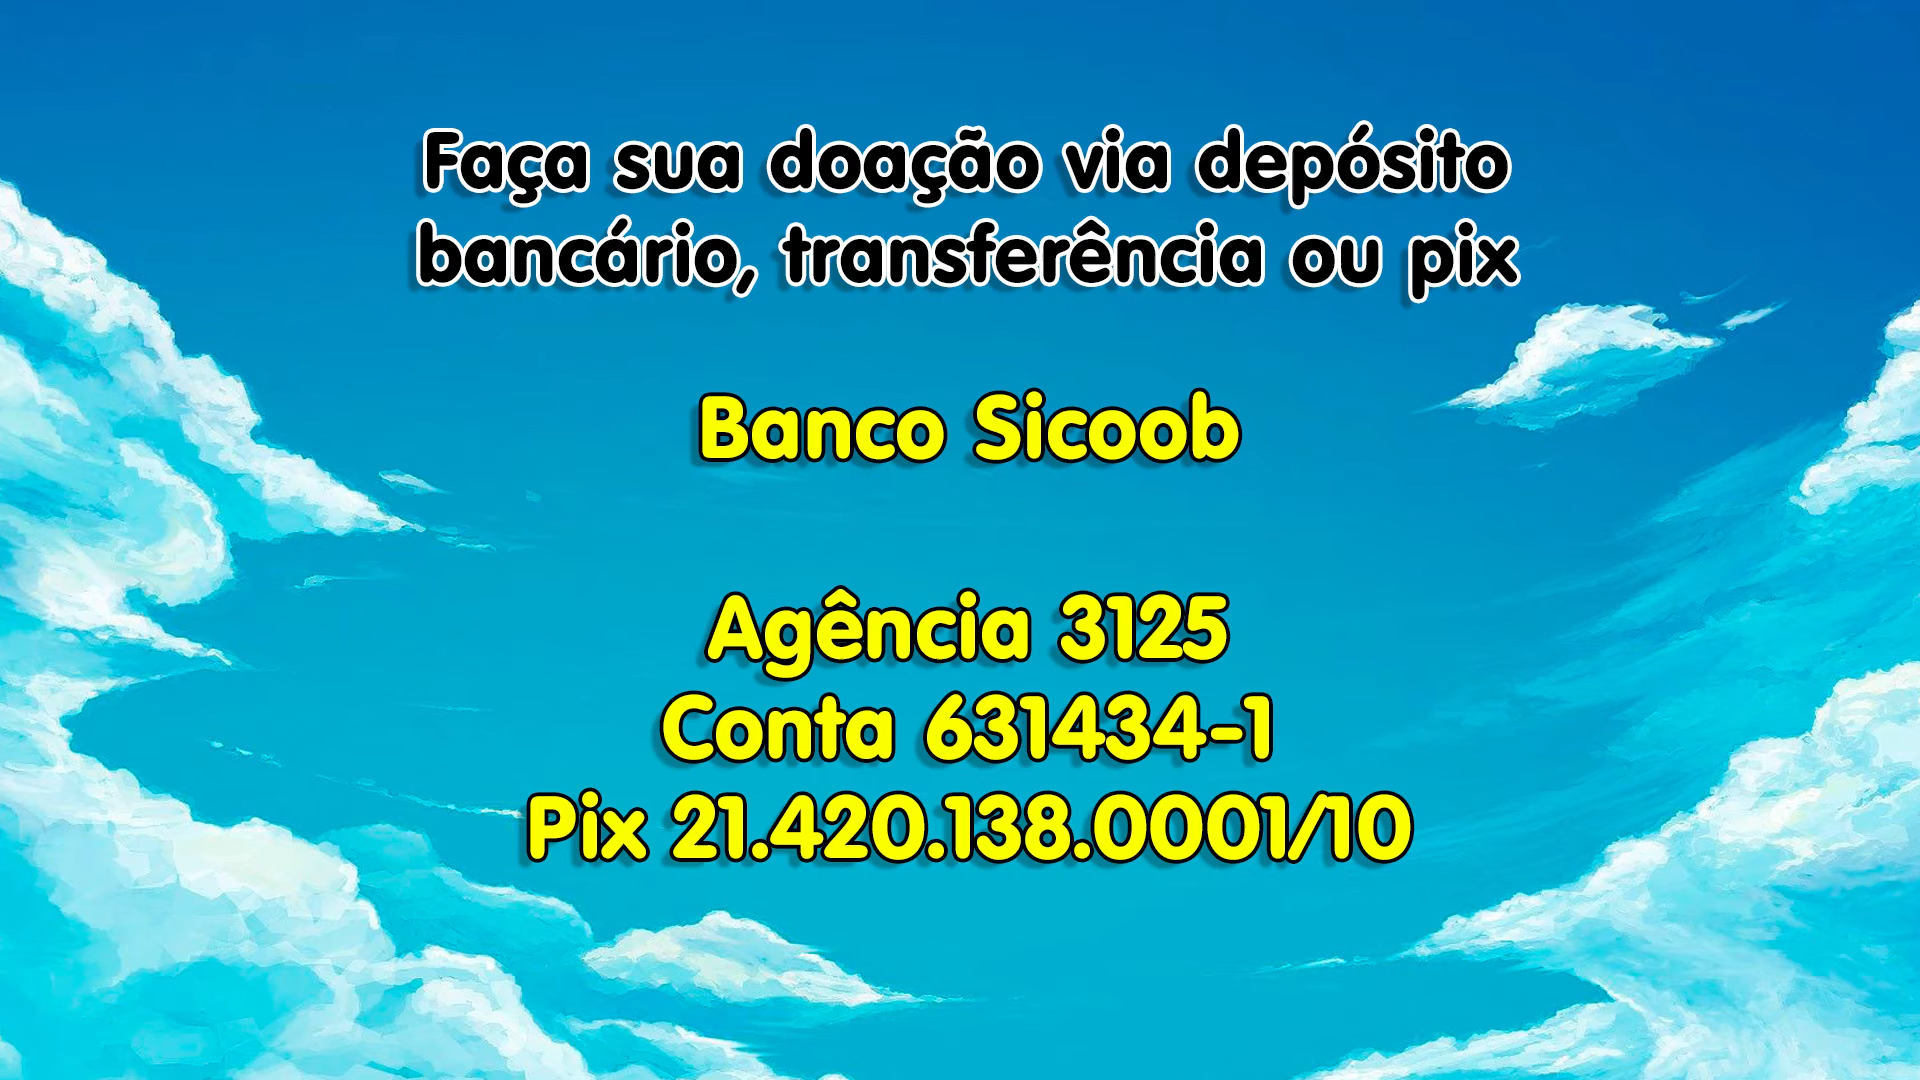 Faça sua doação via depósito
bancário, transferência ou pix
Banco Sicoob
Agência 3125
Conta 631434-1
Pix 21.420.138.0001/10